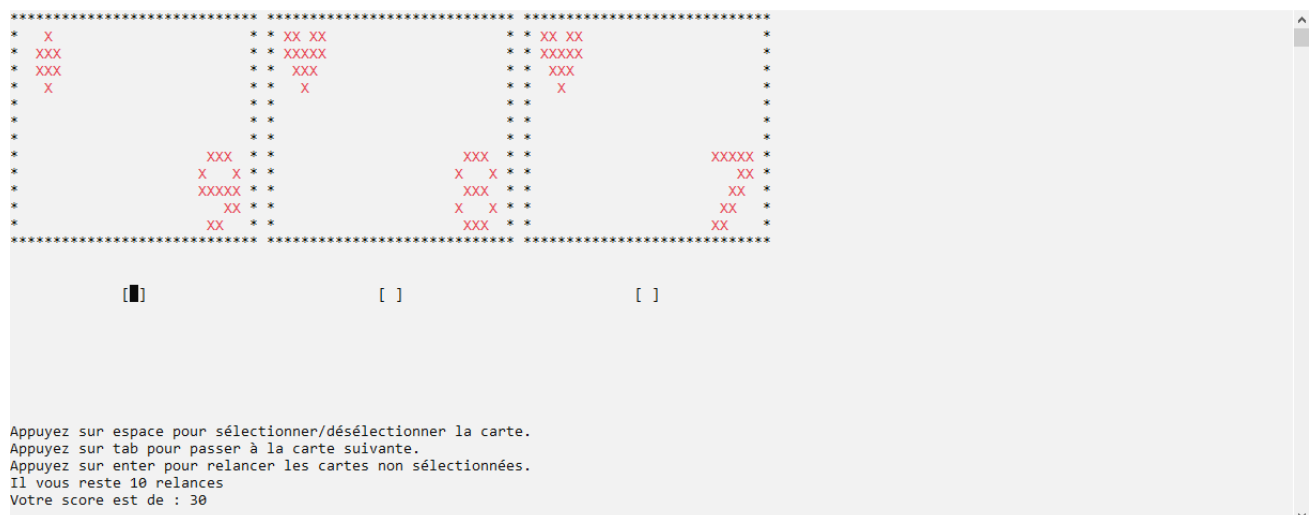 [ ] [ ] [ ]
Appuyez sur espace pour sélectionner/désélectionner la carte.
Appuyez sur tab pour passer à la carte suivante.
Appuyez sur enter pour relancer les cartes non sélectionnées.
Il vous reste 10 relances
Votre score est de : 30